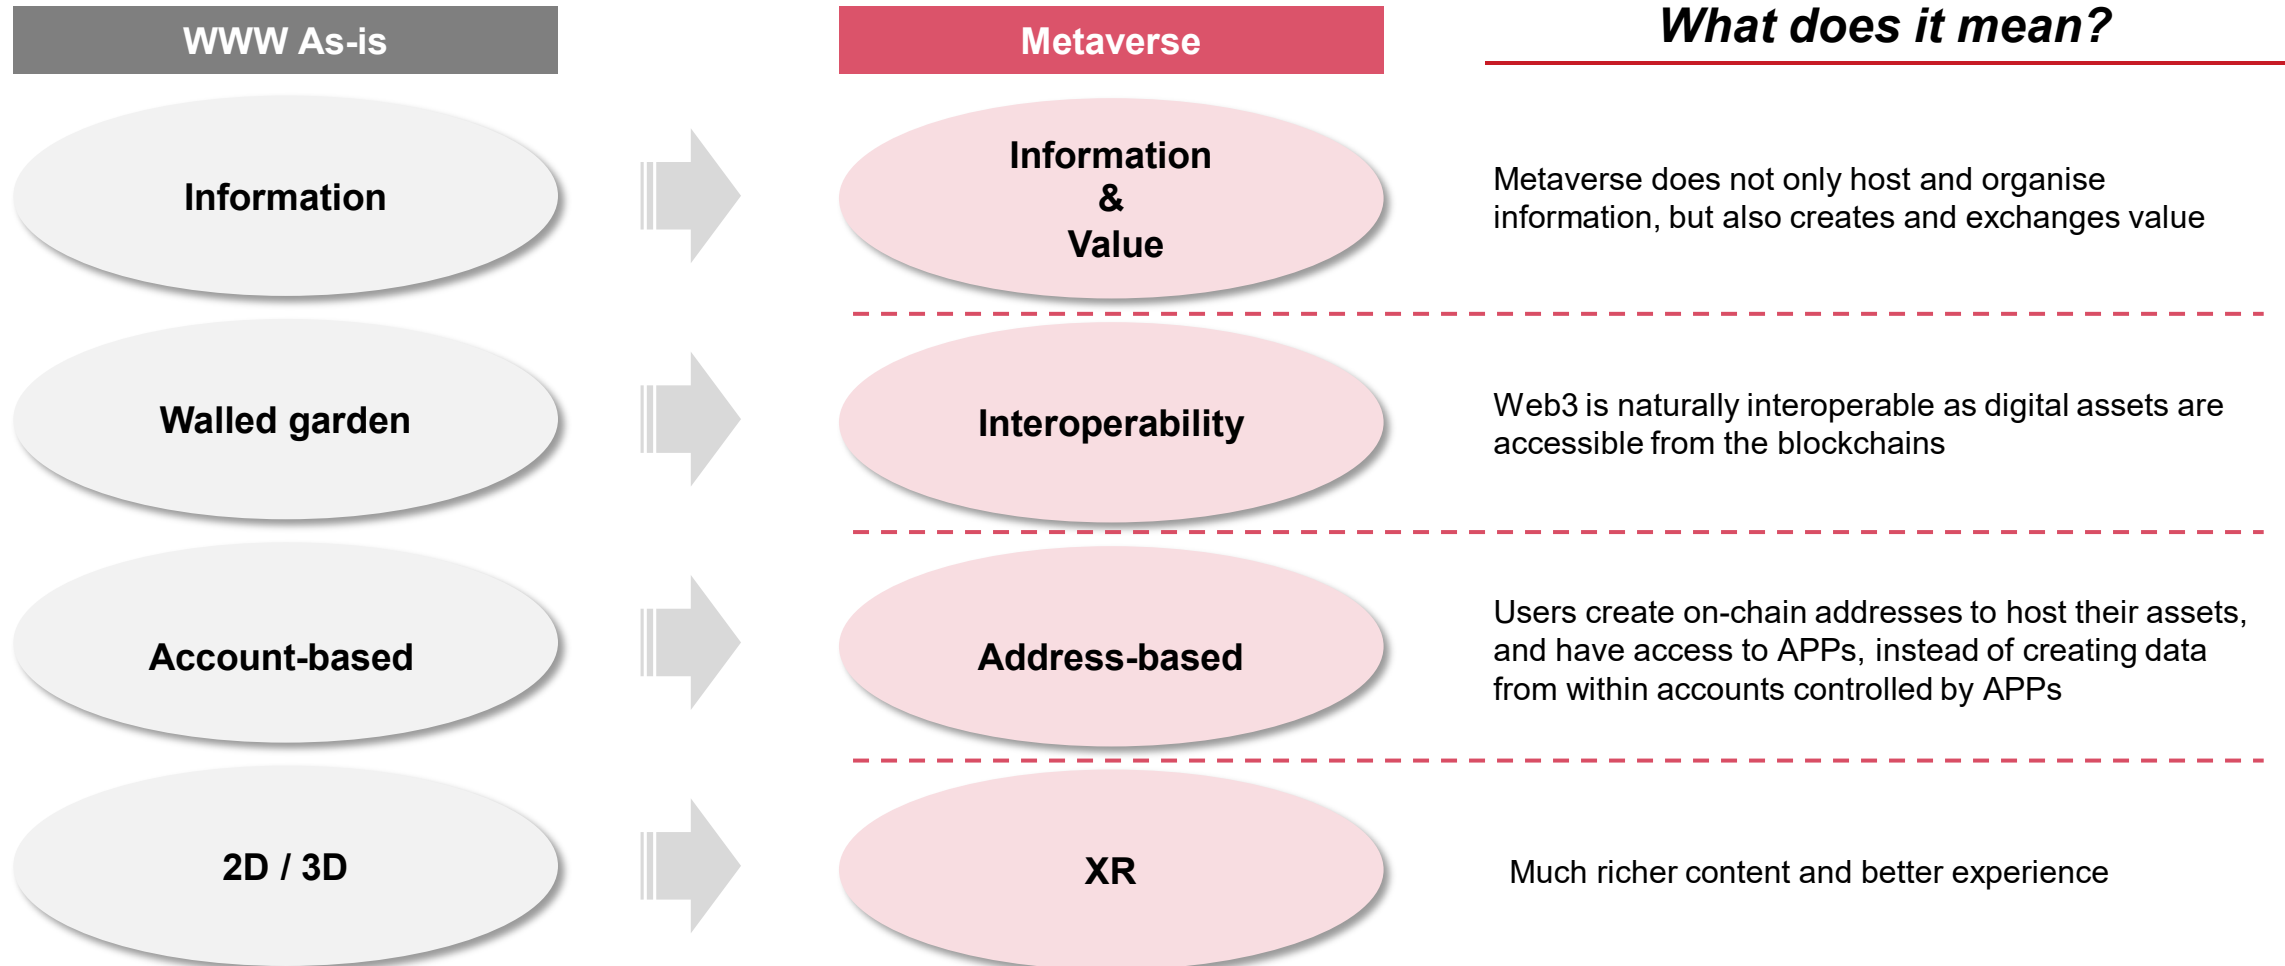 WWW As-is
Metaverse
What does it mean?
Information
Information
&
Value
Metaverse does not only host and organise
information, but also creates and exchanges value
Walled garden
Interoperability
Web3 is naturally interoperable as digital assets are
accessible from the blockchains
Account-based
Address-based
Users create on-chain addresses to host their assets,
and have access to APPs, instead of creating data
from within accounts controlled by APPs
2D / 3D
XR
Much richer content and better experience